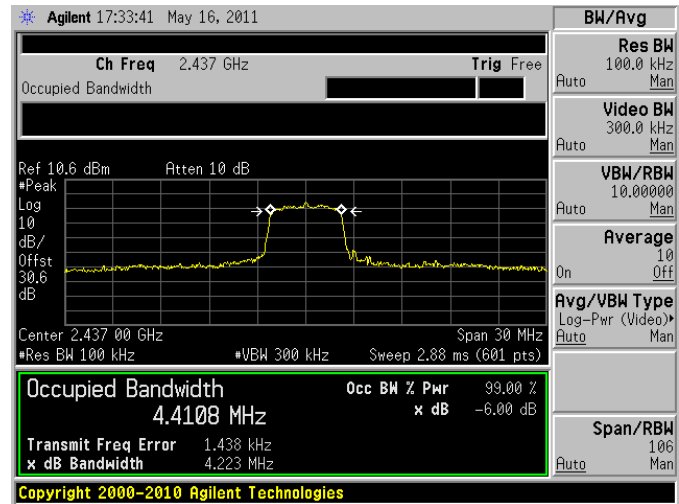 Agilent 17:33:41 May 16, 2011
BW/Avg
Ch Freq 2.437 GHz Trig Free
Occupied Bandwidth
Res BW
100.0 kHz
Auto Man
Video BW
300.0 kHz
Auto Man
VBW/RBW
10.00000
Auto Man
Average
10
On Off
Avg/VBW Type
Log-Pwr (Video)
Auto Man
Span/RBW
106
Auto Man
Ref 10.6 dBm Atten 10 dB
#Peak
Log
10
dB/
Offst
30.6
dB
Center 2.437 00 GHz Span 30 MHz
#Res BW 100 kHz #VBW 300 kHz Sweep 2.88 ms (601 pts)
Occupied Bandwidth Occ BW % Pwr 99.00 %
4.4108 MHz x dB -6.00 dB
Transmit Freq Error 1.438 kHz
x dB Bandwidth 4.223 MHz
Copyright 2000-2010 Agilent Technologies